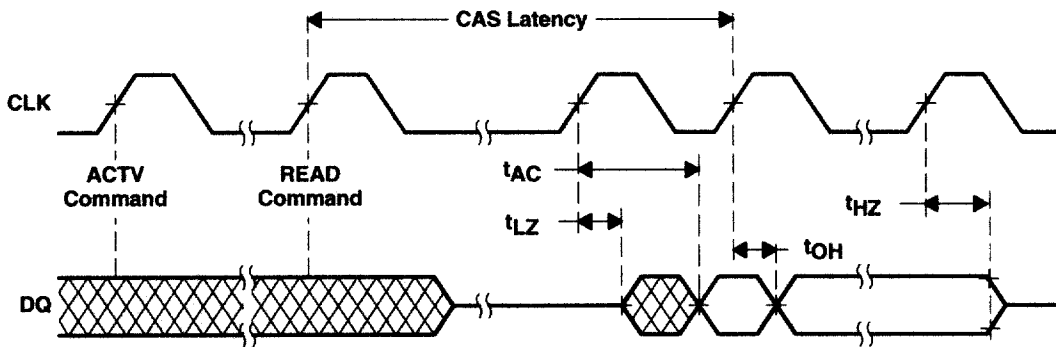 CAS Latency
CLK
ACTV
Command
READ
Command
tAC
tLZ
tHZ
tOH
DQ